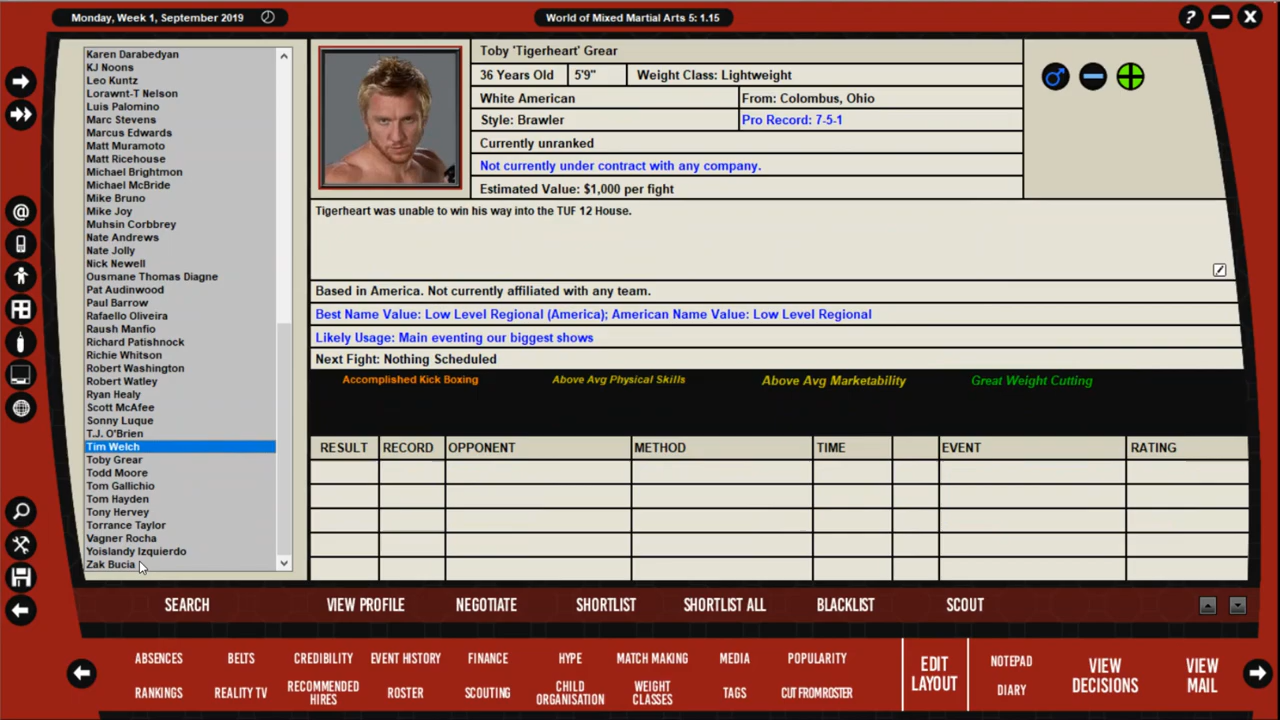 Monday, Week 1, September 2019
World of Mixed Martial Arts 5: 1.15
?
X
Karen Darabedyan
KJ Noons
Leo Kuntz
Lorawnt-T Nelson
Luis Palomino
Marc Stevens
Marcus Edwards
Matt Muramoto
Matt Ricehouse
Michael Brightmon
Michael McBride
Mike Bruno
Mike Joy
Muhsin Corbbrey
Nate Andrews
Nate Jolly
Nick Newell
Ousmane Thomas Diagne
Pat Audinwood
Paul Barrow
Rafaello Oliveira
Raush Manfio
Richard Patishnock
Richie Whitson
Robert Washington
Robert Watley
Ryan Healy
Scott McAfee
Sonny Luque
T.J. O'Brien
Tim Welch
Toby Grear
Todd Moore
Tom Gallichio
Tom Hayden
Tony Hervey
Torrance Taylor
Vagner Rocha
Yoislandy Izquierdo
Zak Bucia
Toby 'Tigerheart' Grear
36 Years Old 5'9" Weight Class: Lightweight
White American From: Colombus, Ohio
Style: Brawler Pro Record: 7-5-1
Currently unranked
Not currently under contract with any company.
Estimated Value: $1,000 per fight
Tigerheart was unable to win his way into the TUF 12 House.
Based in America. Not currently affiliated with any team.
Best Name Value: Low Level Regional (America); American Name Value: Low Level Regional
Likely Usage: Main eventing our biggest shows
Next Fight: Nothing Scheduled
Accomplished Kick Boxing Above Avg Physical Skills Above Avg Marketability Great Weight Cutting
RESULT RECORD OPPONENT METHOD TIME EVENT RATING
SEARCH VIEW PROFILE NEGOTIATE SHORTLIST SHORTLIST ALL BLACKLIST SCOUT
ABSENCES BELTS CREDIBILITY EVENT HISTORY FINANCE HYPE MATCH MAKING MEDIA POPULARITY
RANKINGS REALITY TV RECOMMENDED HIRES ROSTER SCOUTING CHILD ORGANISATION WEIGHT CLASSES TAGS CUT FROM ROSTER
EDIT LAYOUT
NOTEPAD
DIARY
VIEW DECISIONS
VIEW MAIL